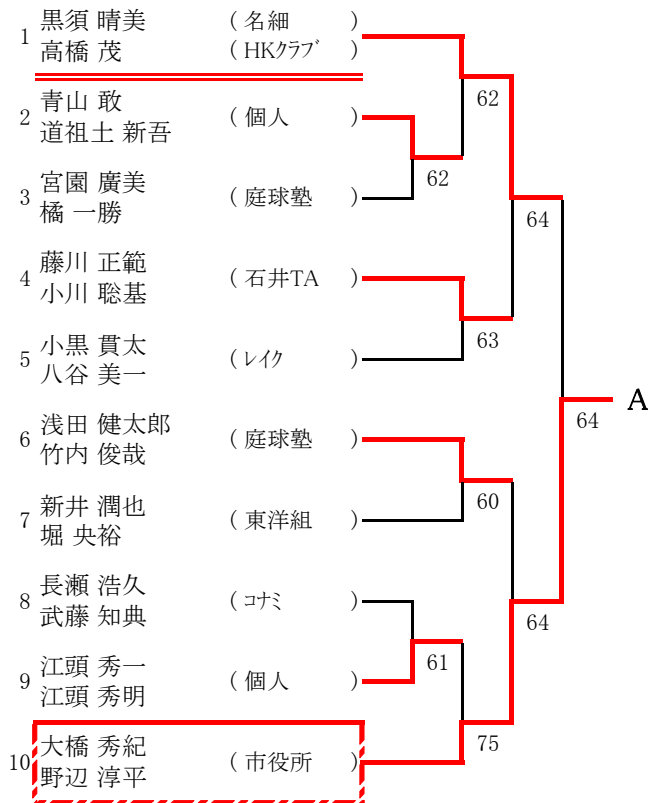 1 黒須 晴美 ( 名細 )
高橋 茂 ( HKｸﾗﾌﾞ )
62
2 青山 敢 ( 個人 )
道祖土 新吾
62
3 宮園 廣美 ( 庭球塾 )
橘 一勝
64
4 藤川 正範 ( 石井TA )
小川 聡基
63
5 小黒 貫太 ( ﾚｲｸ )
八谷 美一
64 A
6 浅田 健太郎 ( 庭球塾 )
竹内 俊哉
60
7 新井 潤也 ( 東洋組 )
堀 央裕
8 長瀬 浩久 ( ｺﾅﾐ )
武藤 知典
64
61
9 江頭 秀一 ( 個人 )
江頭 秀明
75
10 大橋 秀紀 ( 市役所 )
野辺 淳平